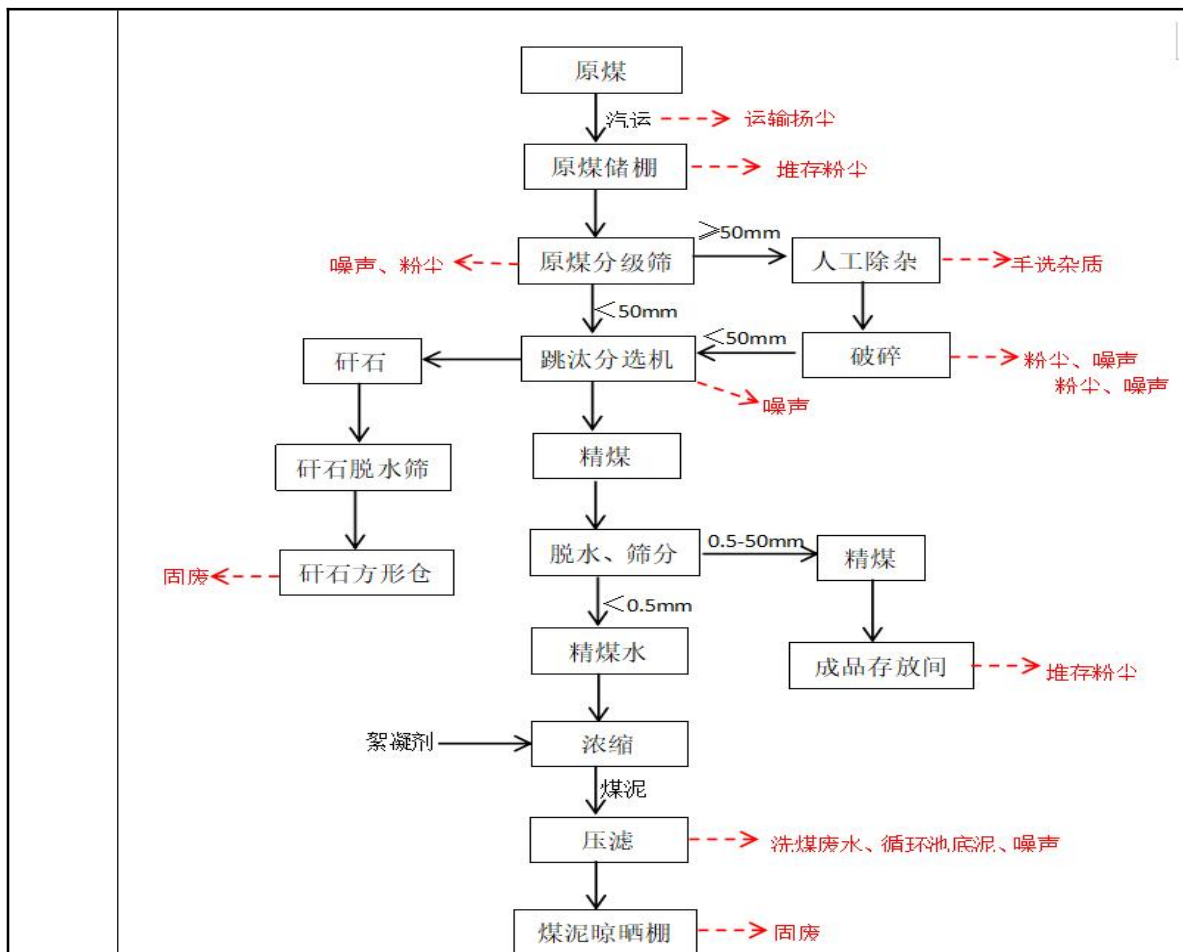 原煤
汽运
运输扬尘
原煤储棚
堆存粉尘
≥50mm
噪声、粉尘
原煤分级筛
人工除杂
手选杂质
<50mm
<50mm
矸石
跳汰分选机
破碎
粉尘、噪声
粉尘、噪声
噪声
矸石脱水筛
精煤
脱水、筛分
0.5-50mm
精煤
固废
矸石方形仓
<0.5mm
精煤水
成品存放间
堆存粉尘
絮凝剂
浓缩
煤泥
压滤
洗煤废水、循环池底泥、噪声
煤泥晾晒棚
固废